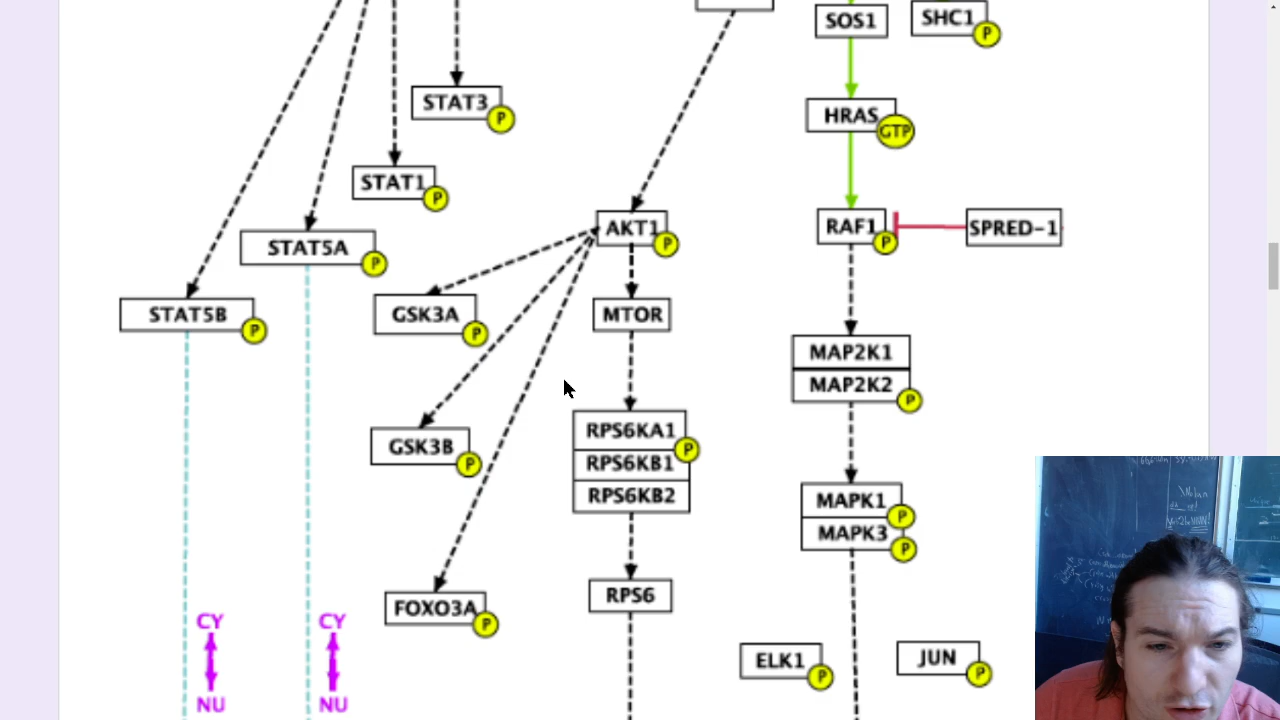 SOS1
SHC1
P
STAT3
P
HRAS
GTP
STAT1
P
AKT1
P
RAF1
P
SPRED-1
STAT5A
P
STAT5B
P
GSK3A
P
MTOR
MAP2K1
MAP2K2
P
RPS6KA1
P
RPS6KB1
RPS6KB2
GSK3B
P
MAPK1
P
MAPK3
P
FOXO3A
P
RPS6
CY
NU
CY
NU
ELK1
P
JUN
P